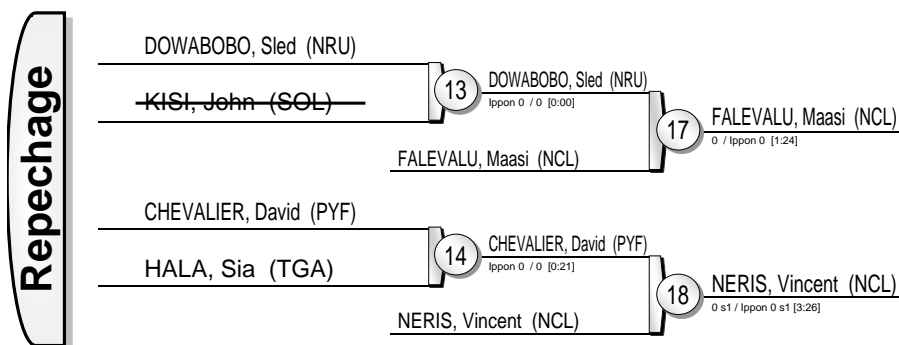 Repechage
DOWABOBO, Sled (NRU)
KISI, John (SOL)
13
DOWABOBO, Sled (NRU)
Ippon 0 / 0 [0:00]
FALEVALU, Maasi (NCL)
17
FALEVALU, Maasi (NCL)
0 / Ippon 0 [1:24]
CHEVALIER, David (PYF)
HALA, Sia (TGA)
14
CHEVALIER, David (PYF)
Ippon 0 / 0 [0:21]
NERIS, Vincent (NCL)
18
NERIS, Vincent (NCL)
0 s1 / Ippon 0 s1 [3:26]